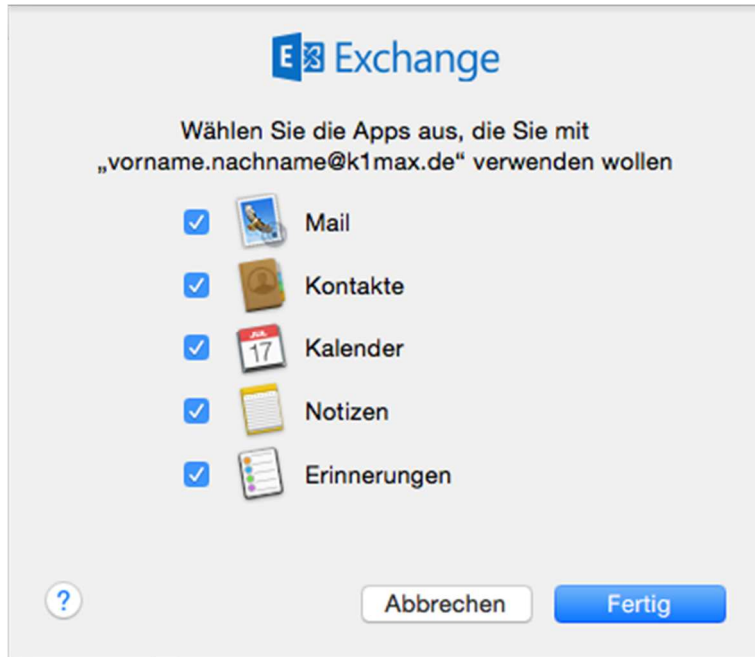 E Exchange
Wählen Sie die Apps aus, die Sie mit
„vorname.nachname@k1max.de“ verwenden wollen
Mail
Kontakte
JUL
17
Kalender
Notizen
Erinnerungen
? Abbrechen Fertig